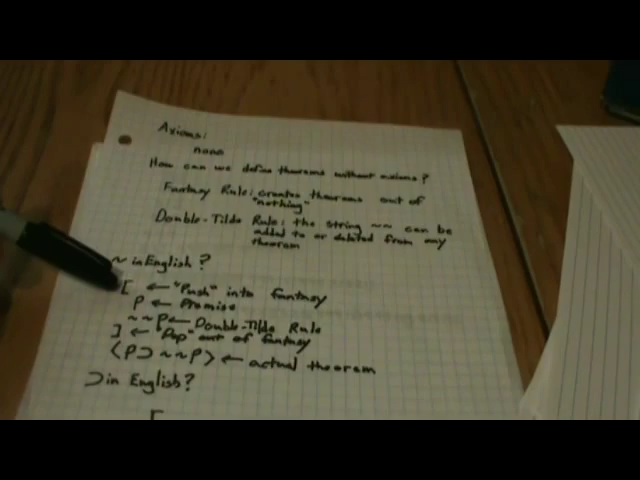 Axioms:
none
How can we define theorems without axioms?
Fantasy Rule: creates theorems out of
"nothing"
Double-Tilde Rule: the string ~~ can be
added to or deleted from any
theorem
~ in English?
[ ← "Push" into fantasy
P ← Premise
~~P ← Double-Tilde Rule
] ← "Pop" out of fantasy
⟨P⊃~~P⟩ ← actual theorem
⊃ in English?
[